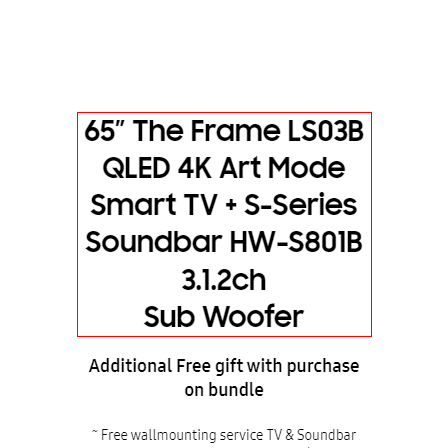 65” The Frame LS03B
QLED 4K Art Mode
Smart TV + S-Series
Soundbar HW-S801B
3.1.2ch
Sub Woofer
Additional Free gift with purchase
on bundle
~ Free wallmounting service TV & Soundbar